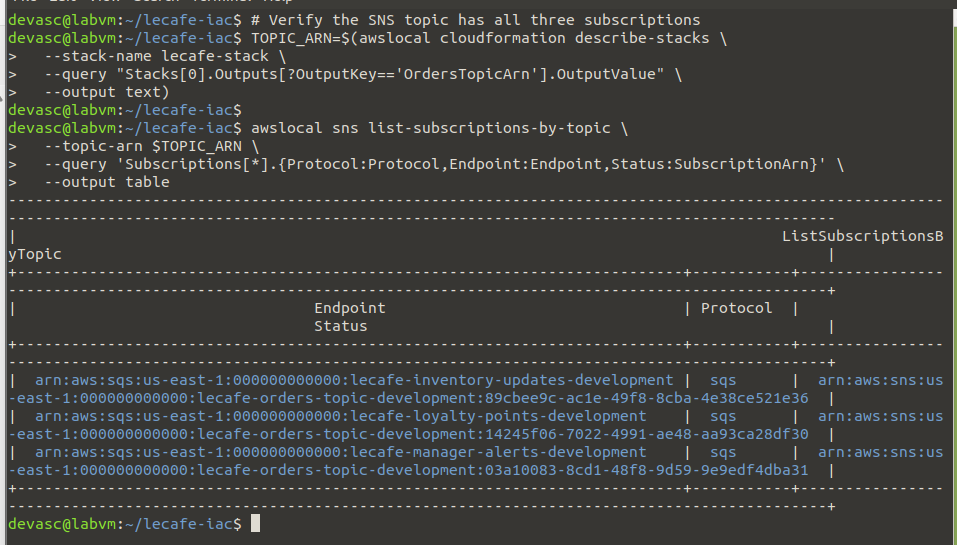 devasc@labvm:~/lecafe-iac$ # Verify the SNS topic has all three subscriptions
devasc@labvm:~/lecafe-iac$ TOPIC_ARN=$(awslocal cloudformation describe-stacks \
>   --stack-name lecafe-stack \
>   --query "Stacks[0].Outputs[?OutputKey=='OrdersTopicArn'].OutputValue" \
>   --output text)
devasc@labvm:~/lecafe-iac$
devasc@labvm:~/lecafe-iac$ awslocal sns list-subscriptions-by-topic \
>   --topic-arn $TOPIC_ARN \
>   --query 'Subscriptions[*].{Protocol:Protocol,Endpoint:Endpoint,Status:SubscriptionArn}' \
>   --output table
--------------------------------------------------------------------------------------------------------
--------------------------------------------------------------------------------------------
|                                                                                      ListSubscriptionsB
yTopic                                                                                     |
+--------------------------------------------------------------------------+-----------+----------------
-------------------------------------------------------------------------------------------+
|                                 Endpoint                                 | Protocol  |
                                  Status                                                   |
+--------------------------------------------------------------------------+-----------+----------------
-------------------------------------------------------------------------------------------+
|  arn:aws:sqs:us-east-1:000000000000:lecafe-inventory-updates-development |  sqs      |  arn:aws:sns:us
-east-1:000000000000:lecafe-orders-topic-development:89cbee9c-ac1e-49f8-8cba-4e38ce521e36  |
|  arn:aws:sqs:us-east-1:000000000000:lecafe-loyalty-points-development    |  sqs      |  arn:aws:sns:us
-east-1:000000000000:lecafe-orders-topic-development:14245f06-7022-4991-ae48-aa93ca28df30  |
|  arn:aws:sqs:us-east-1:000000000000:lecafe-manager-alerts-development    |  sqs      |  arn:aws:sns:us
-east-1:000000000000:lecafe-orders-topic-development:03a10083-8cd1-48f8-9d59-9e9edf4dba31  |
+--------------------------------------------------------------------------+-----------+----------------
-------------------------------------------------------------------------------------------+
devasc@labvm:~/lecafe-iac$